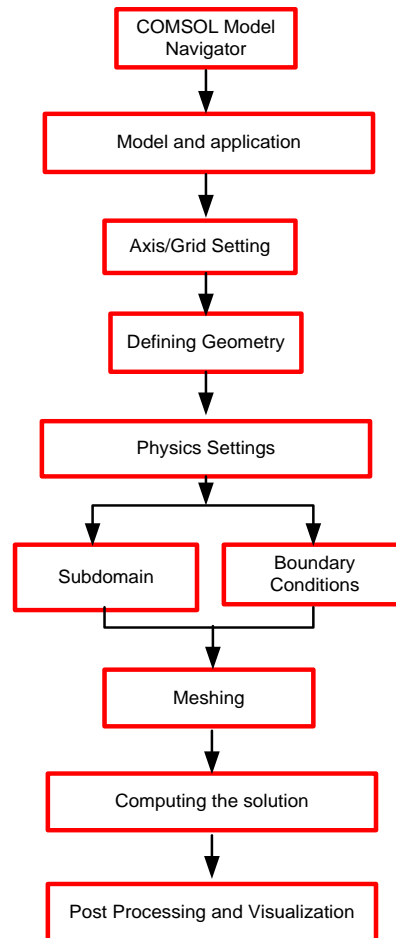 COMSOL Model
Navigator
Model and application
Axis/Grid Setting
Defining Geometry
Physics Settings
Subdomain
Boundary
Conditions
Meshing
Computing the solution
Post Processing and Visualization